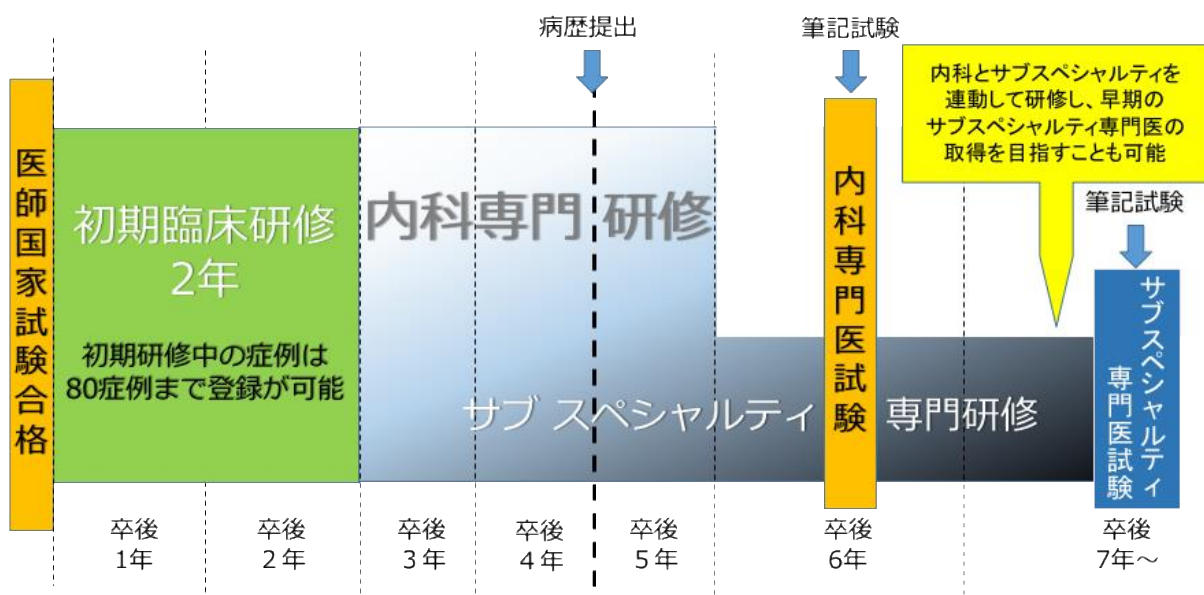 病歴提出
筆記試験
内科とサブスペシャルティを
連動して研修し、早期の
サブスペシャルティ専門医の
取得を目指すことも可能
筆記試験
医師国家試験合格
初期臨床研修
2年
初期研修中の症例は
80症例まで登録が可能
内科専門 研修
サブ スペシャルティ 専門研修
内科専門医試験
サブスペシャルティ
専門医試験
卒後
1年
卒後
2年
卒後
3年
卒後
4年
卒後
5年
卒後
6年
卒後
7年～